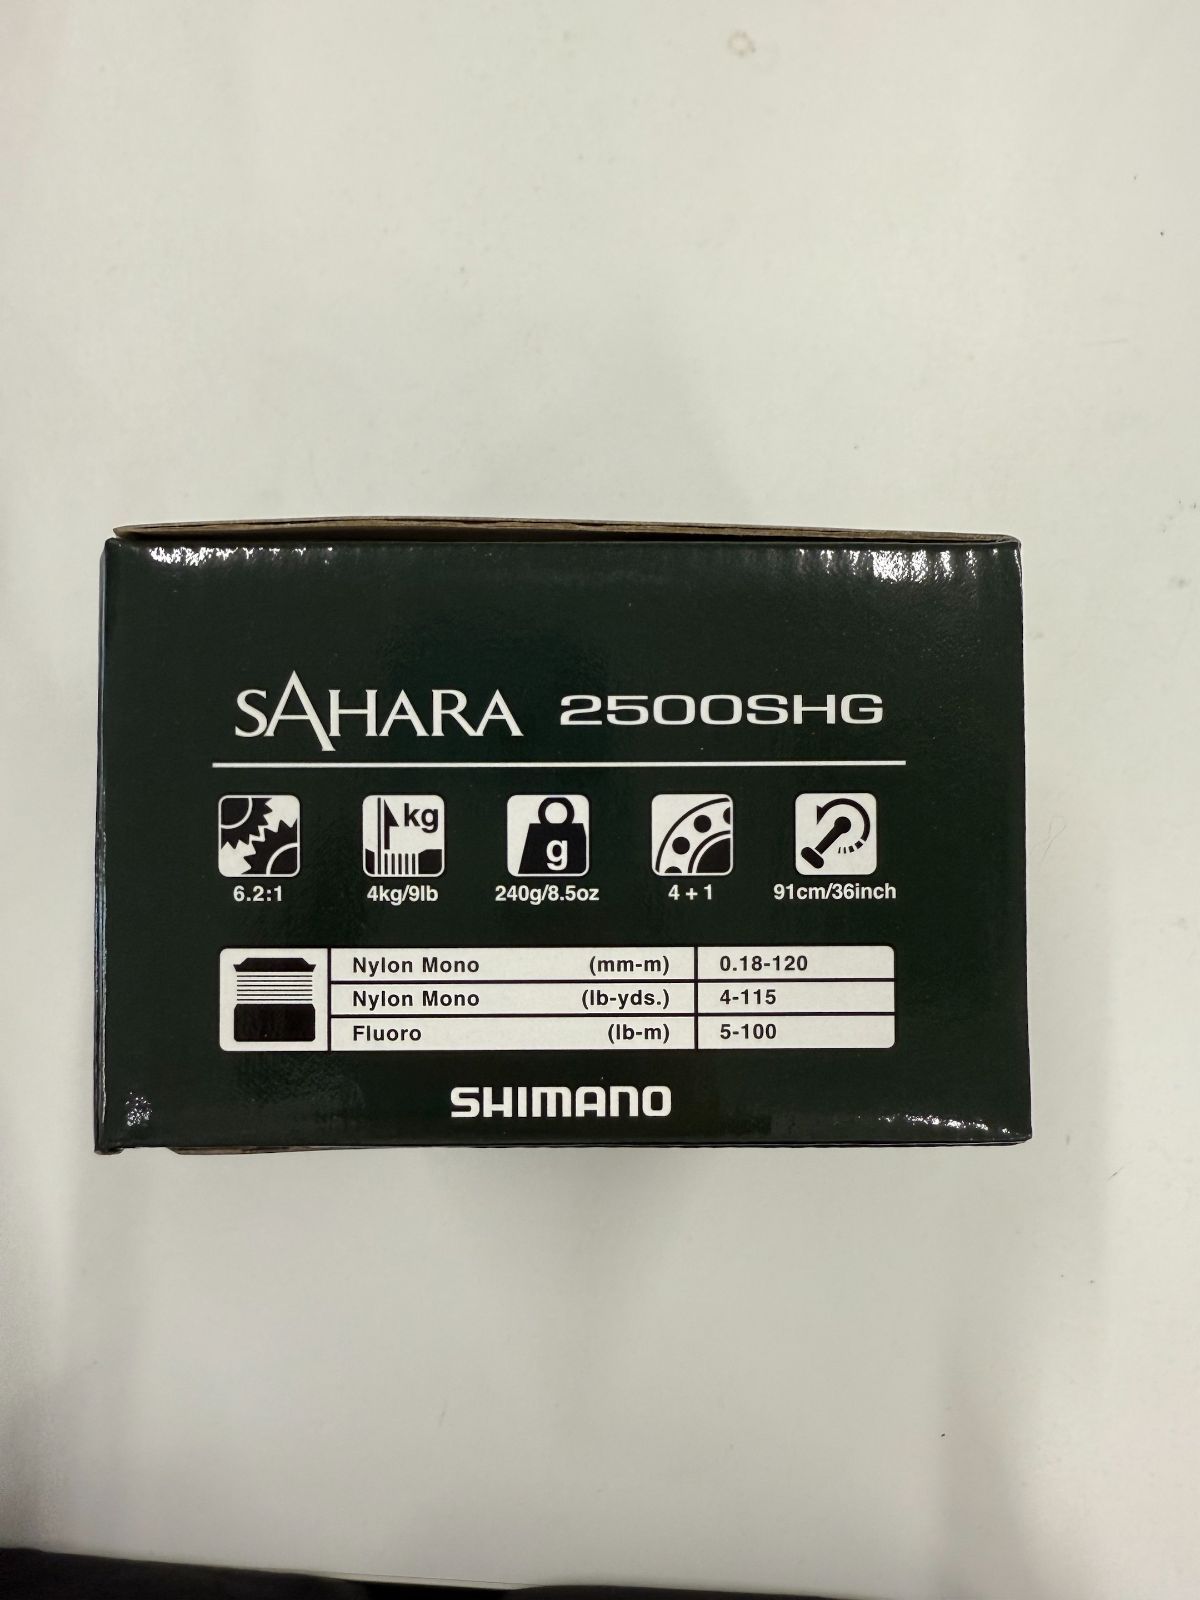 SAHARA 2500SHG
kg
g
6.2:1 4kg/9lb 240g/8.5oz 4 + 1 91cm/36inch
Nylon Mono (mm-m) 0.18-120
Nylon Mono (lb-yds.) 4-115
Fluoro (lb-m) 5-100
SHIMANO